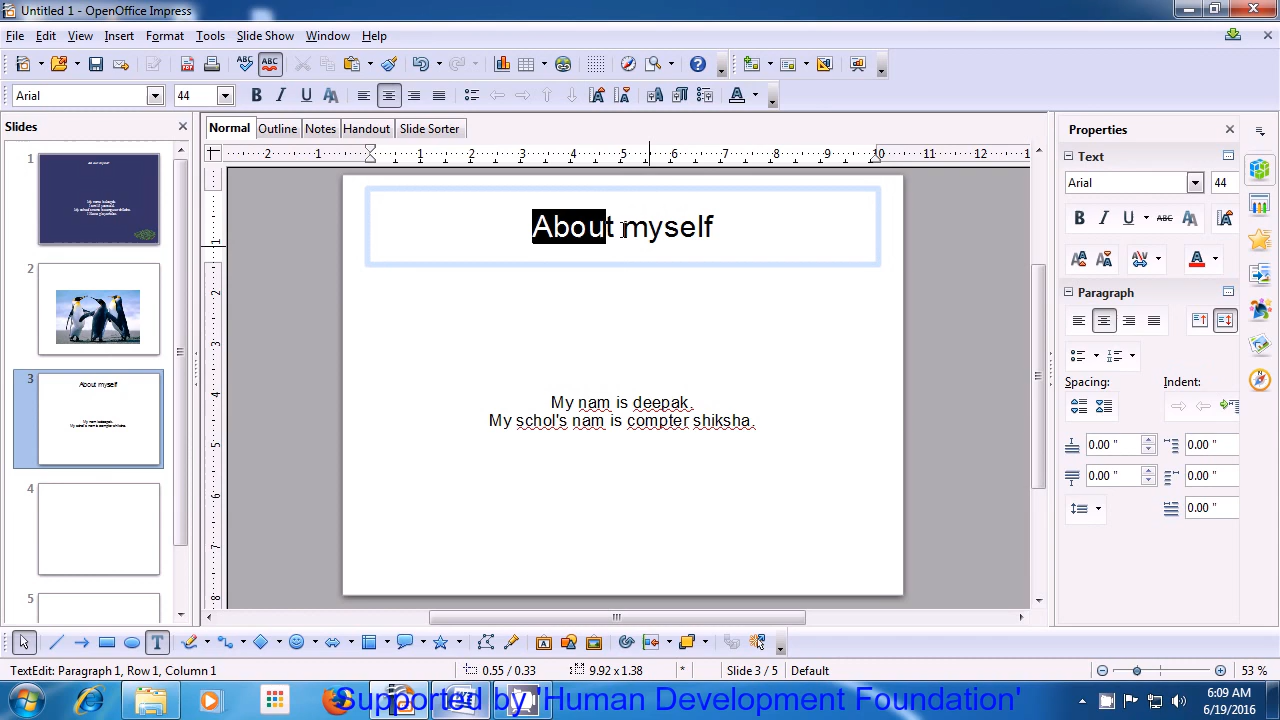 Untitled 1 - OpenOffice Impress
File Edit View Insert Format Tools Slide Show Window Help
Arial 44
Slides
Normal Outline Notes Handout Slide Sorter
Properties
Text
Arial 44
Paragraph
Spacing: Indent:
0.00 " 0.00 "
0.00 " 0.00 "
0.00 "
1
2
3
About myself
4
5
About myself
My nam is deepak.
My schol's nam is compter shiksha.
TextEdit: Paragraph 1, Row 1, Column 1 0.55 / 0.33 9.92 x 1.38 * Slide 3 / 5 Default 53 %
Supported by 'Human Development Foundation'
6:09 AM
6/19/2016